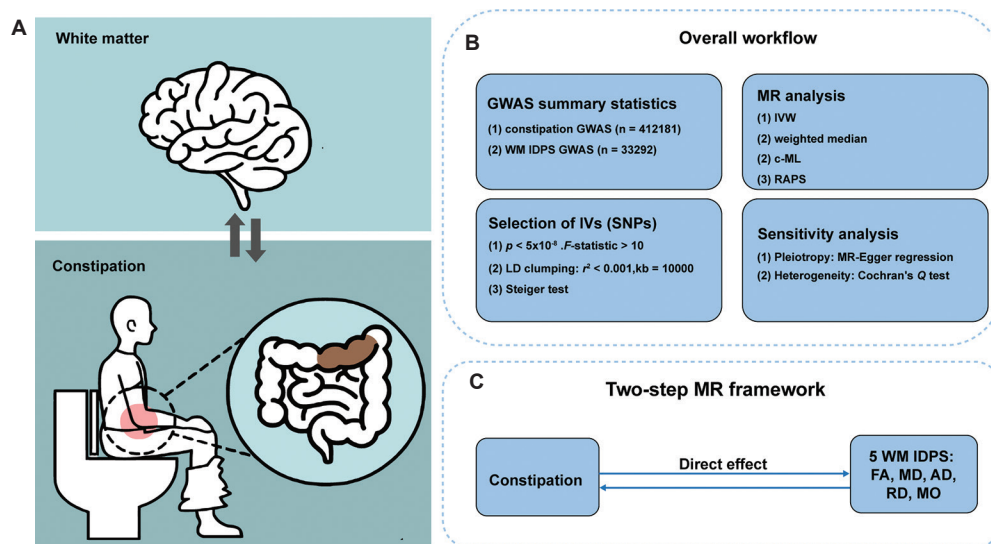 A
White matter
Constipation
B
Overall workflow
GWAS summary statistics
(1) constipation GWAS (n = 412181)
(2) WM IDPS GWAS (n = 33292)
MR analysis
(1) IVW
(2) weighted median
(2) c-ML
(3) RAPS
Selection of IVs (SNPs)
(1) p < 5x10⁻⁸ .F-statistic > 10
(2) LD clumping: r² < 0.001,kb = 10000
(3) Steiger test
Sensitivity analysis
(1) Pleiotropy: MR-Egger regression
(2) Heterogeneity: Cochran's Q test
C
Two-step MR framework
Constipation
Direct effect
5 WM IDPS:
FA, MD, AD,
RD, MO